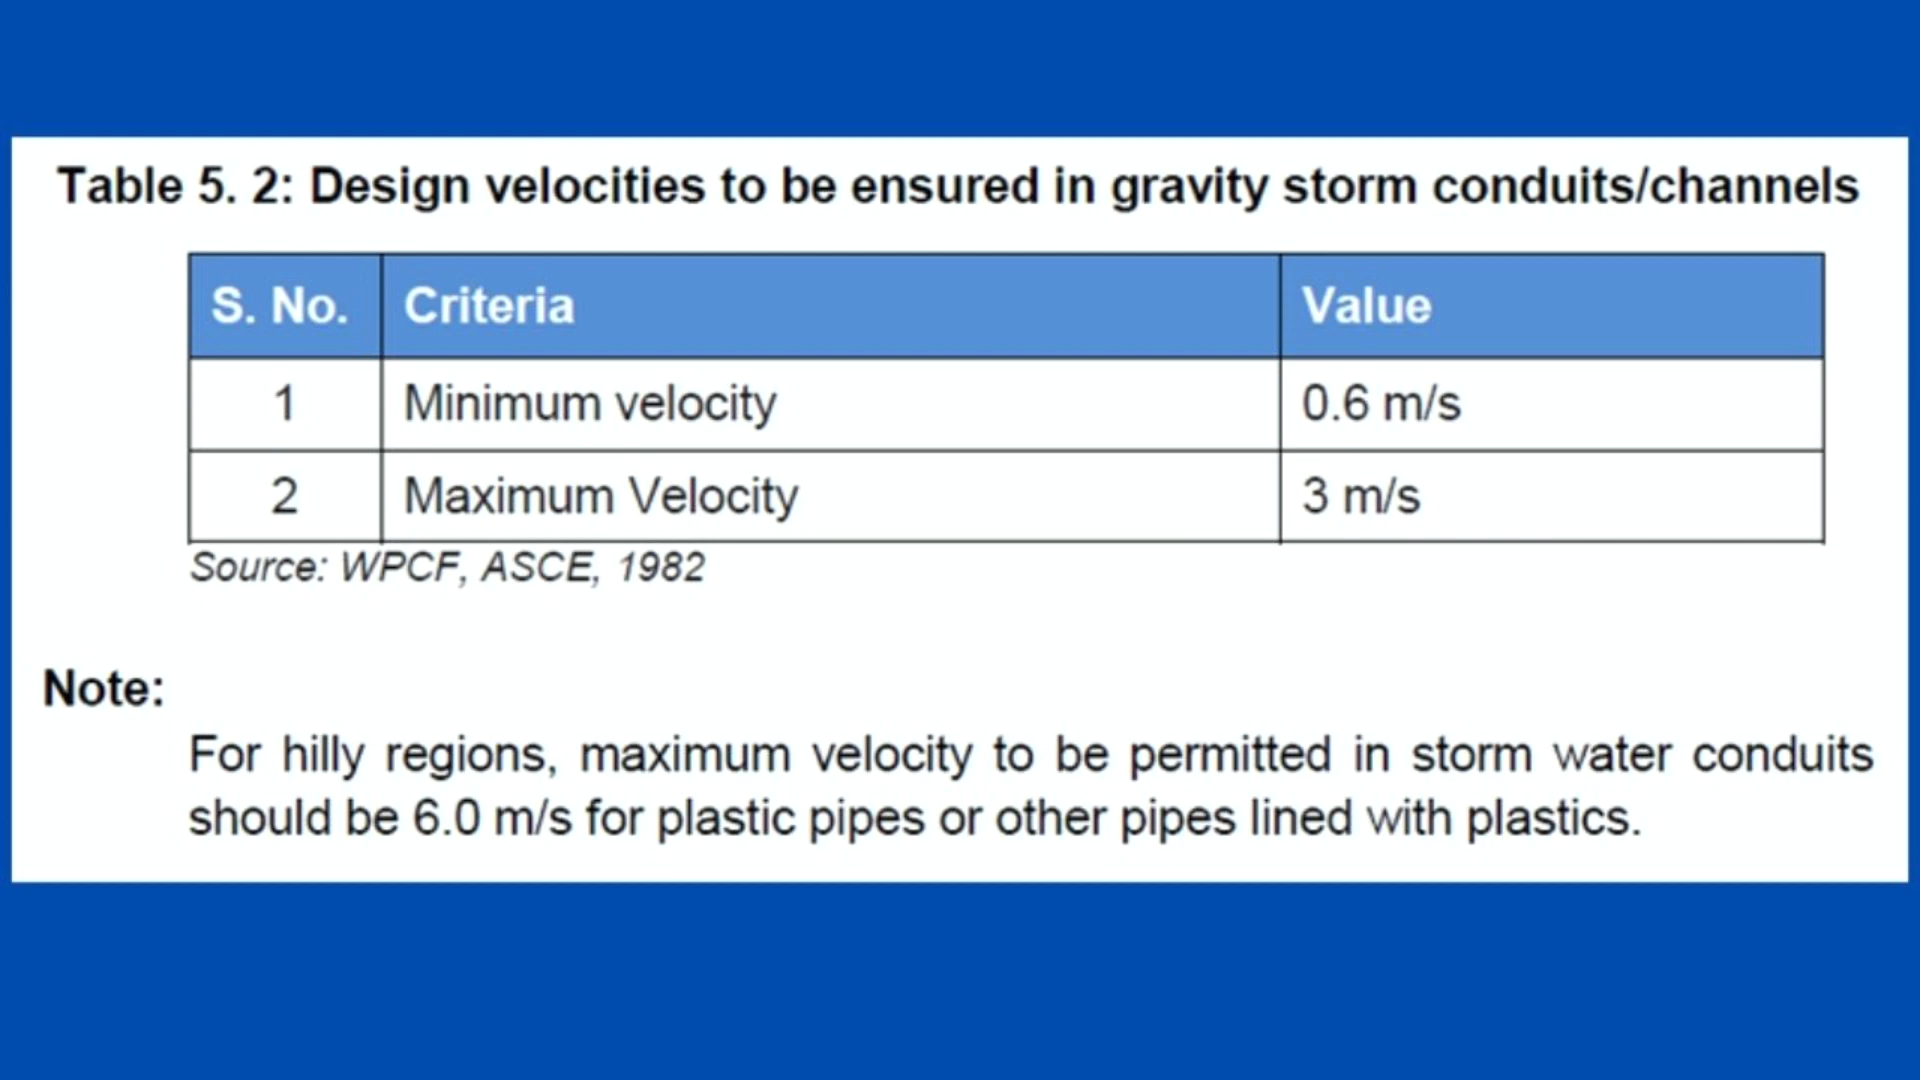 Table 5. 2: Design velocities to be ensured in gravity storm conduits/channels
S. No. Criteria Value
1 Minimum velocity 0.6 m/s
2 Maximum Velocity 3 m/s
Source: WPCF, ASCE, 1982
Note:
For hilly regions, maximum velocity to be permitted in storm water conduits
should be 6.0 m/s for plastic pipes or other pipes lined with plastics.